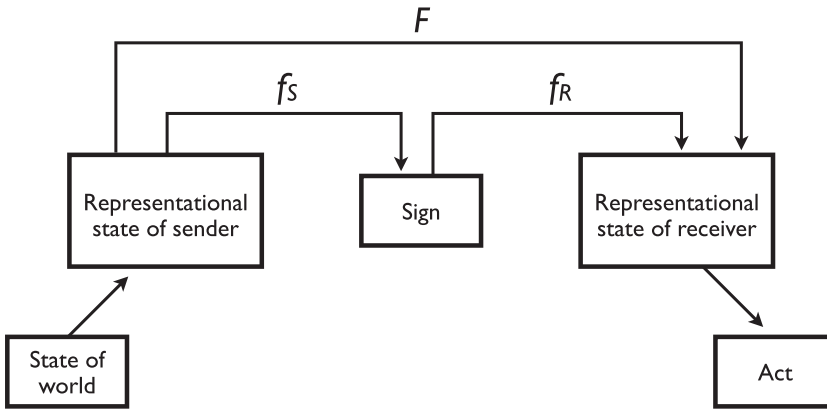 F
fS
fR
Representational
state of sender
Sign
Representational
state of receiver
State of
world
Act